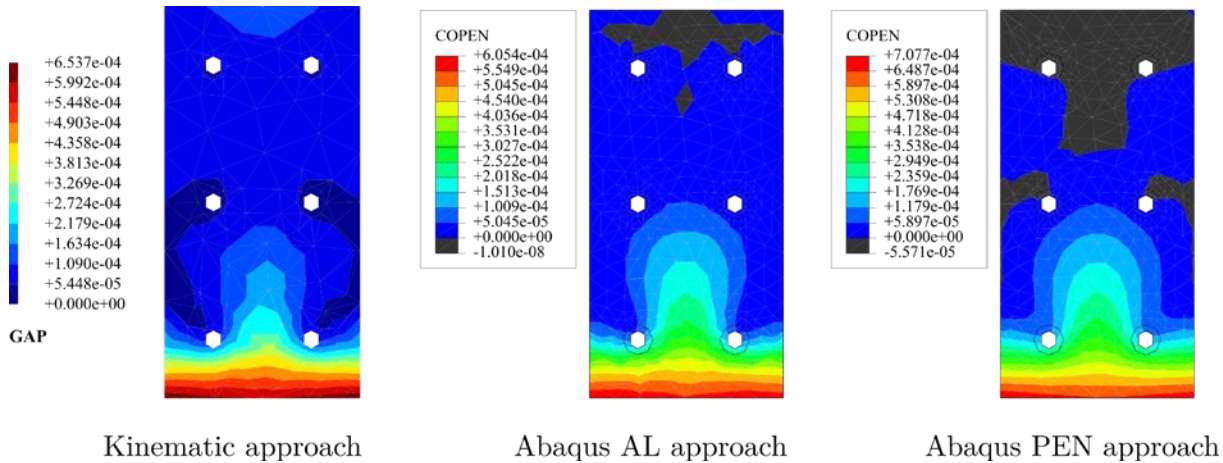 +6.537e-04
+5.992e-04
+5.448e-04
+4.903e-04
+4.358e-04
+3.813e-04
+3.269e-04
+2.724e-04
+2.179e-04
+1.634e-04
+1.090e-04
+5.448e-05
+0.000e+00
GAP
COPEN
+6.054e-04
+5.549e-04
+5.045e-04
+4.540e-04
+4.036e-04
+3.531e-04
+3.027e-04
+2.522e-04
+2.018e-04
+1.513e-04
+1.009e-04
+5.045e-05
+0.000e+00
-1.010e-08
COPEN
+7.077e-04
+6.487e-04
+5.897e-04
+5.308e-04
+4.718e-04
+4.128e-04
+3.538e-04
+2.949e-04
+2.359e-04
+1.769e-04
+1.179e-04
+5.897e-05
+0.000e+00
-5.571e-05
Kinematic approach
Abaqus AL approach
Abaqus PEN approach